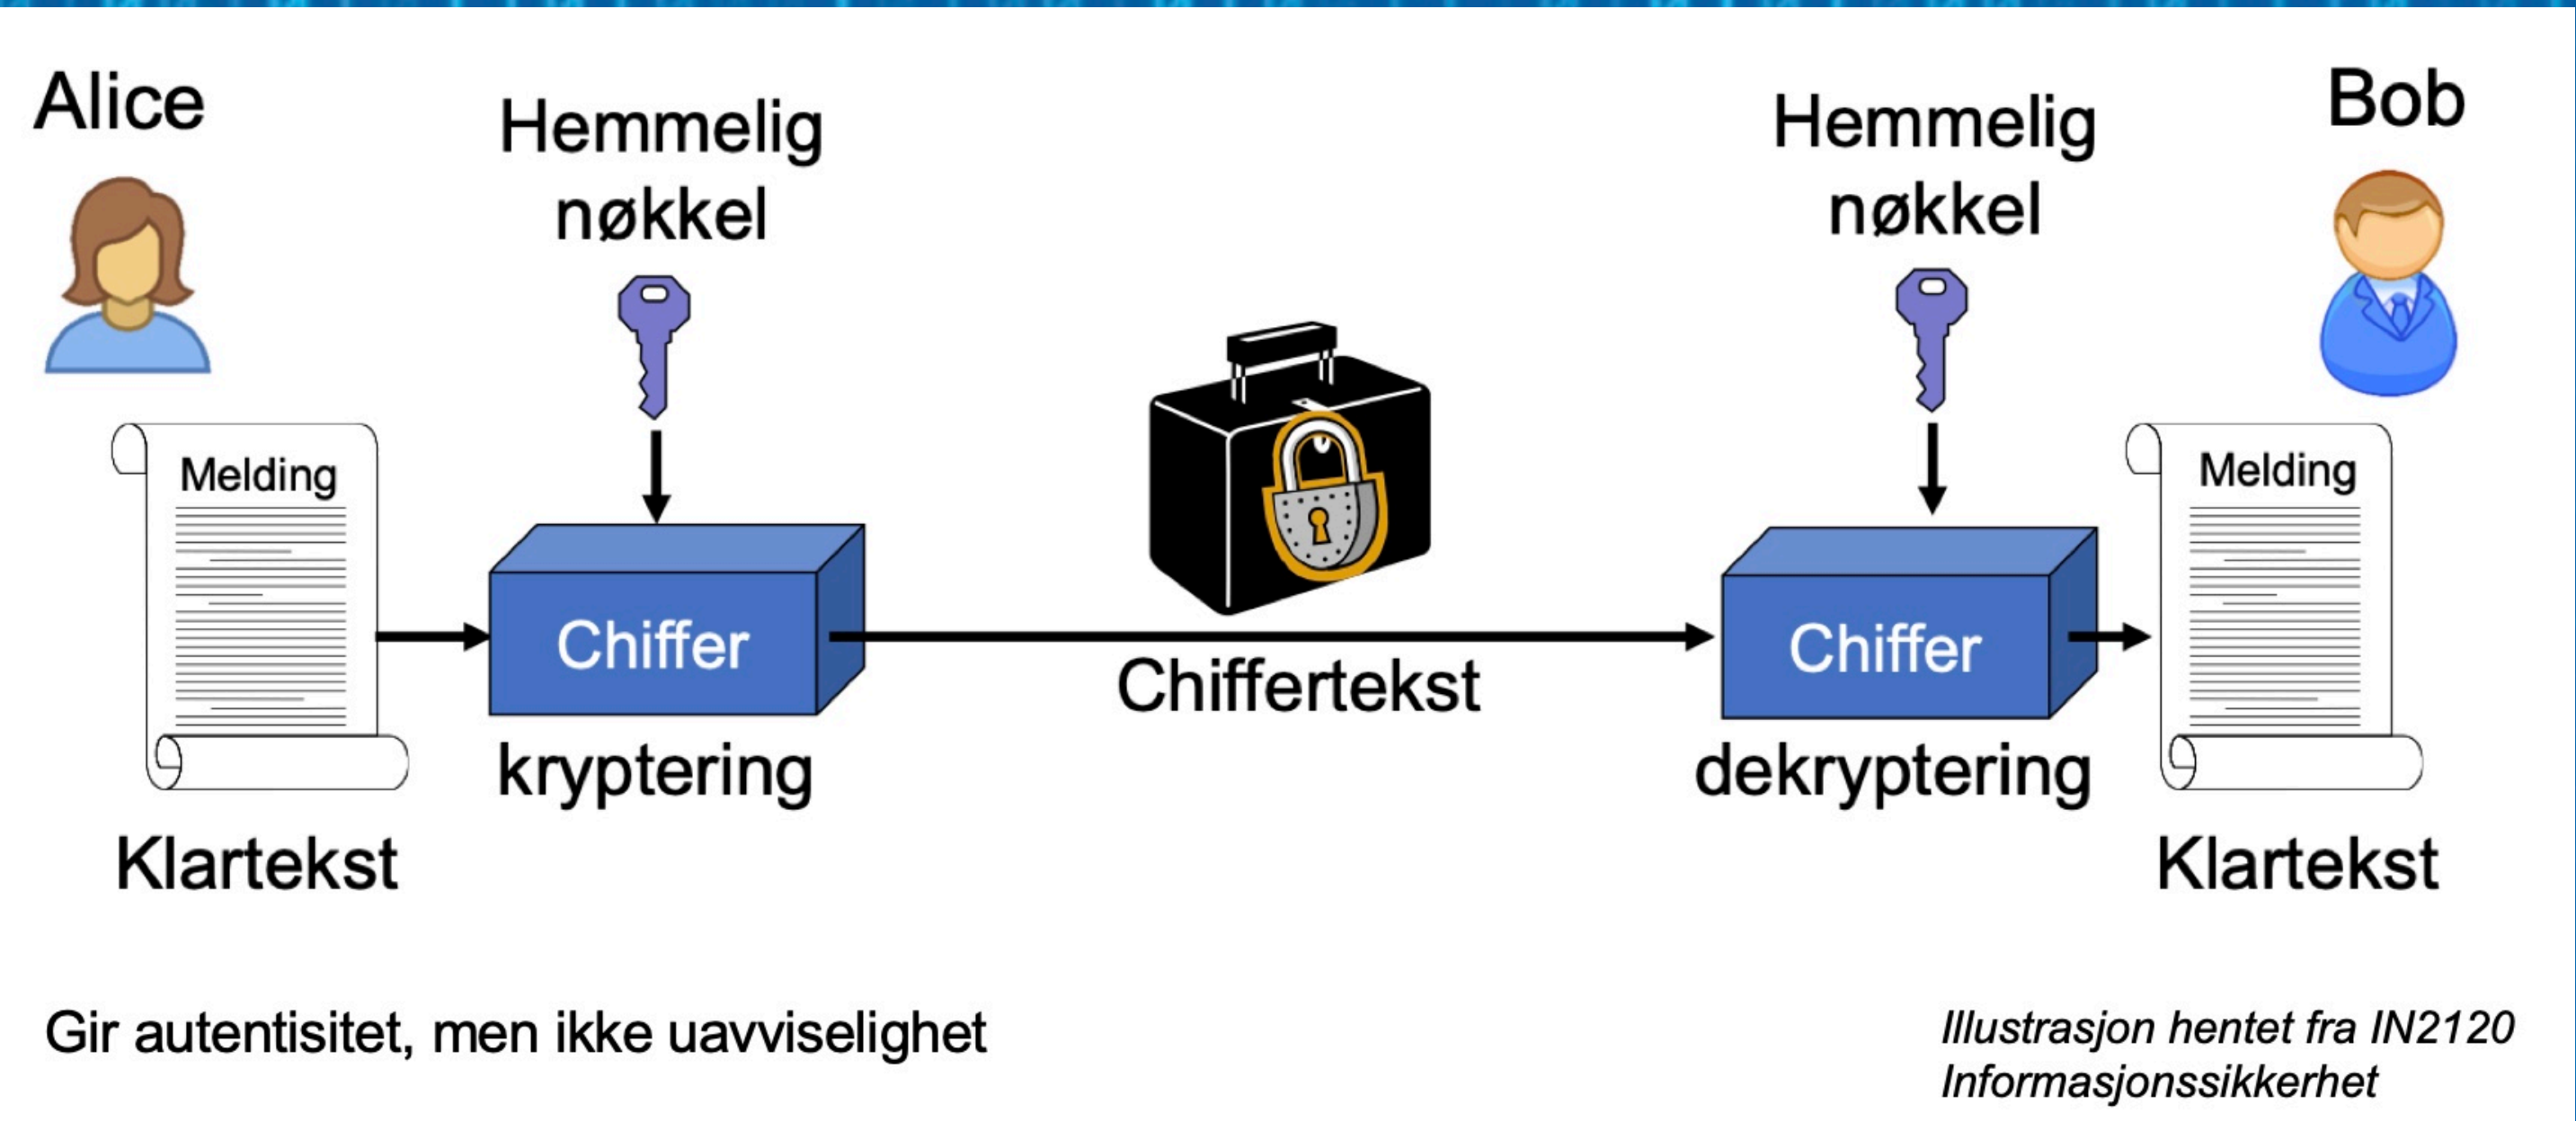 Alice
Hemmelig
nøkkel
Hemmelig
nøkkel
Bob
Melding
Melding
Chiffer
Chiffer
Chiffertekst
kryptering
dekryptering
Klartekst
Klartekst
Gir autentisitet, men ikke uavviselighet
Illustrasjon hentet fra IN2120
Informasjonssikkerhet